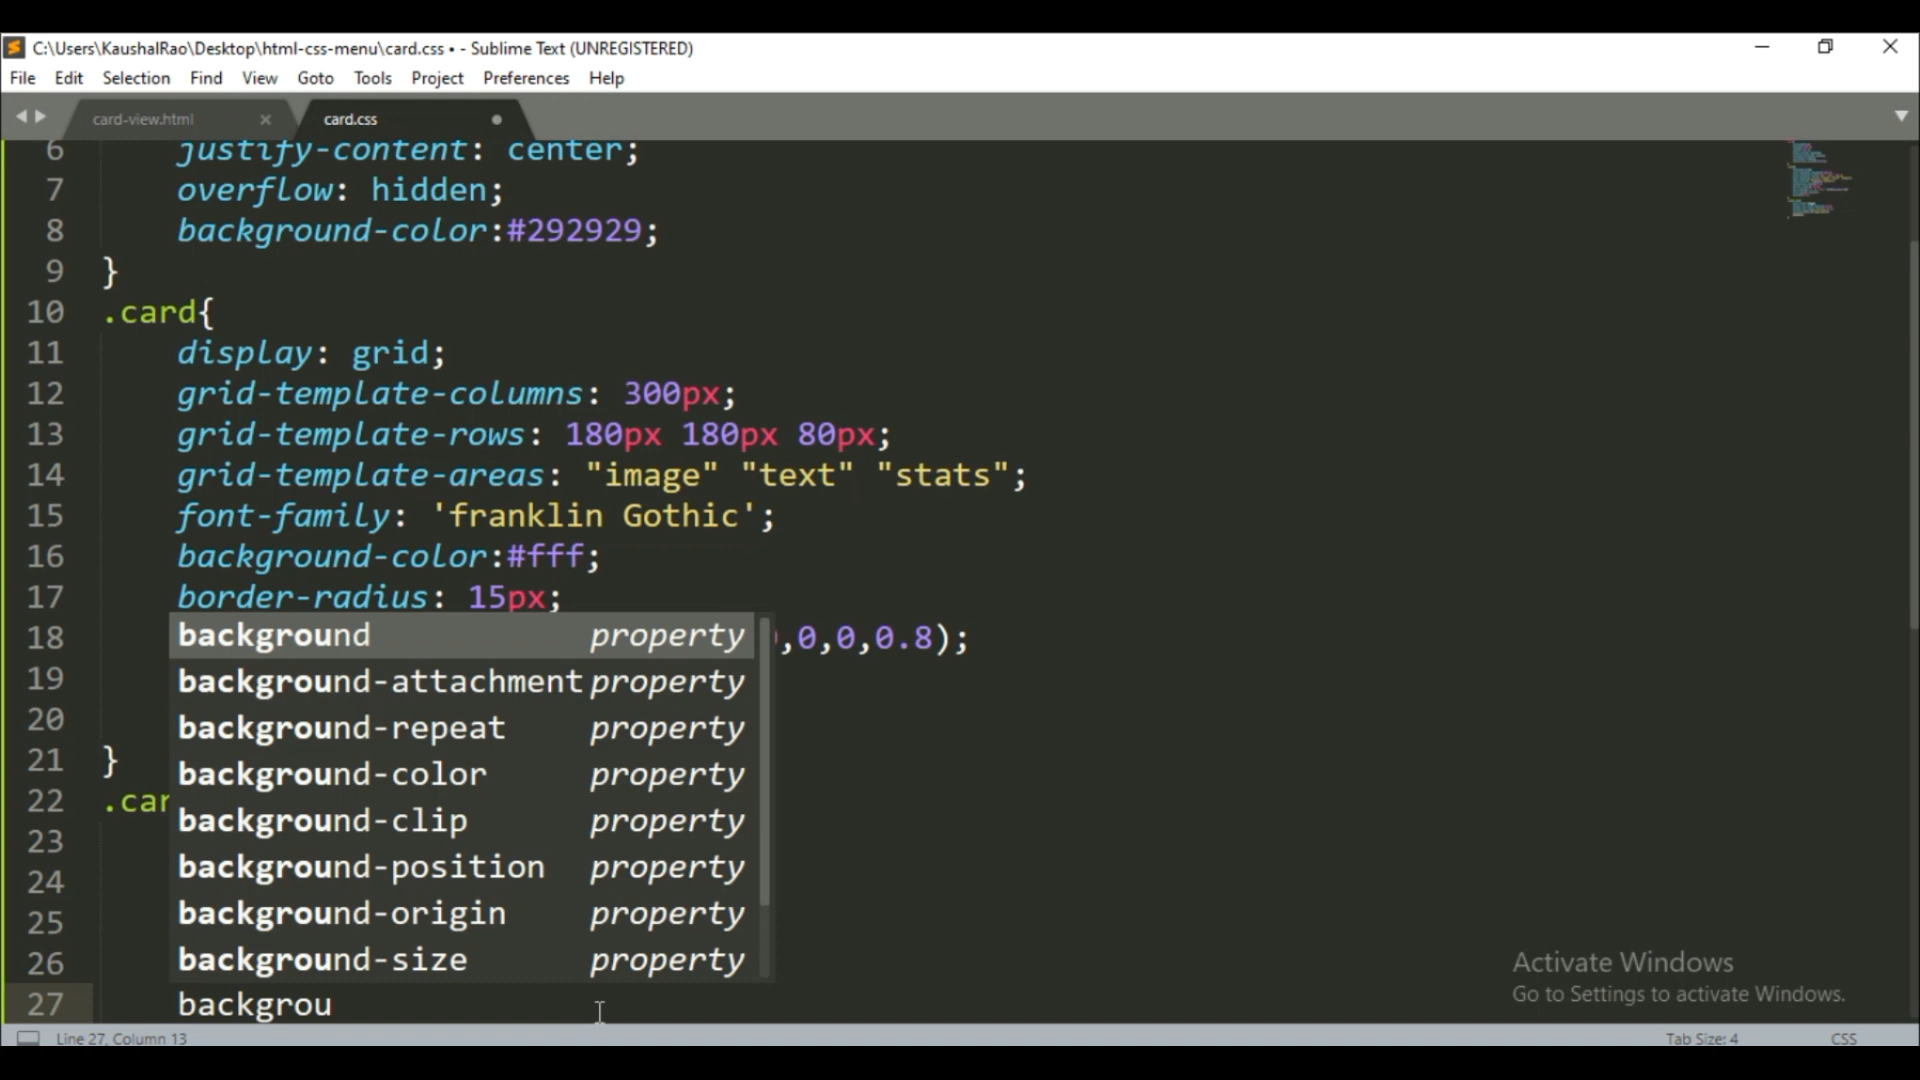 C:\Users\KaushalRao\Desktop\html-css-menu\card.css • - Sublime Text (UNREGISTERED)
File Edit Selection Find View Goto Tools Project Preferences Help
card-view.html card.css
6 justify-content: center;
7 overflow: hidden;
8 background-color:#292929;
9 }
10 .card{
11 display: grid;
12 grid-template-columns: 300px;
13 grid-template-rows: 180px 180px 80px;
14 grid-template-areas: "image" "text" "stats";
15 font-family: 'franklin Gothic';
16 background-color:#fff;
17 border-radius: 15px;
18 background property ,0,0,0.8);
19 background-attachment property
20 background-repeat property
21 } background-color property
22 .car background-clip property
23
24 background-position property
25 background-origin property
26 background-size property
27 backgrou
Activate Windows
Go to Settings to activate Windows.
Line 27, Column 13 Tab Size: 4 CSS